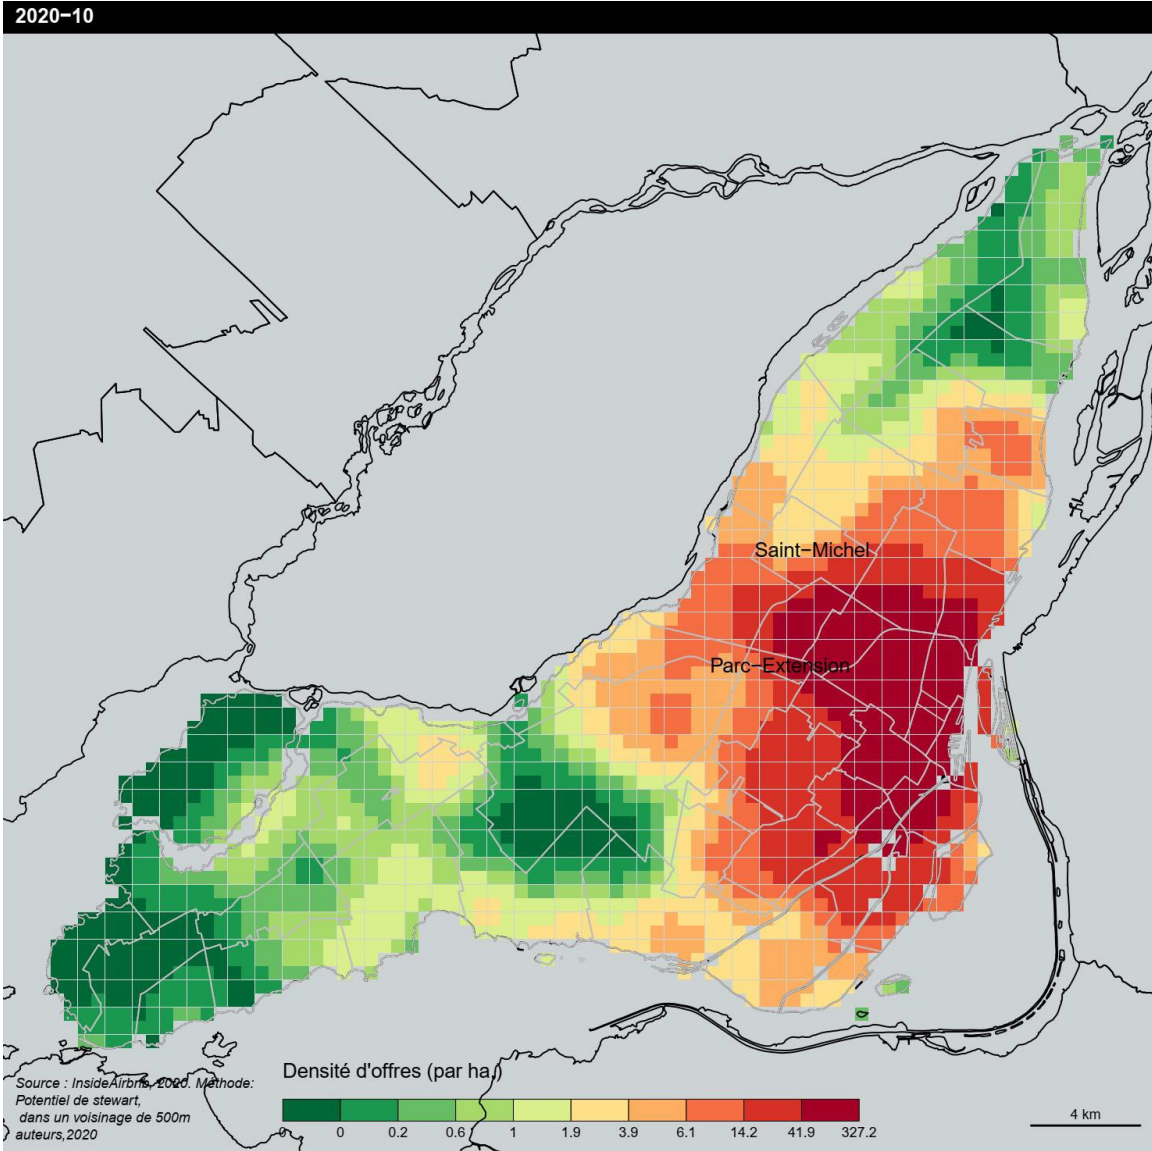 2020−10
Saint−Michel
Parc−Extension
Densité d'offres (par ha,)
0 0 0.2 0.6 1 1.9 3.9 6.1 14.2 41.9 327.2
4 km
Source : InsideAirbnb, 2020. Méthode:
Potentiel de stewart,
dans un voisinage de 500m
auteurs,2020